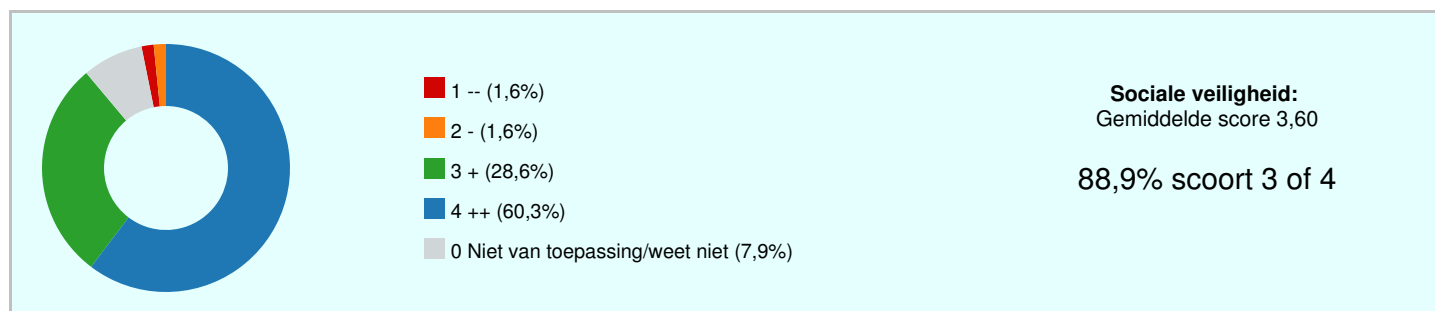 1 -- (1,6%)
2 - (1,6%)
3 + (28,6%)
4 ++ (60,3%)
0 Niet van toepassing/weet niet (7,9%)
Sociale veiligheid:
Gemiddelde score 3,60
88,9% scoort 3 of 4